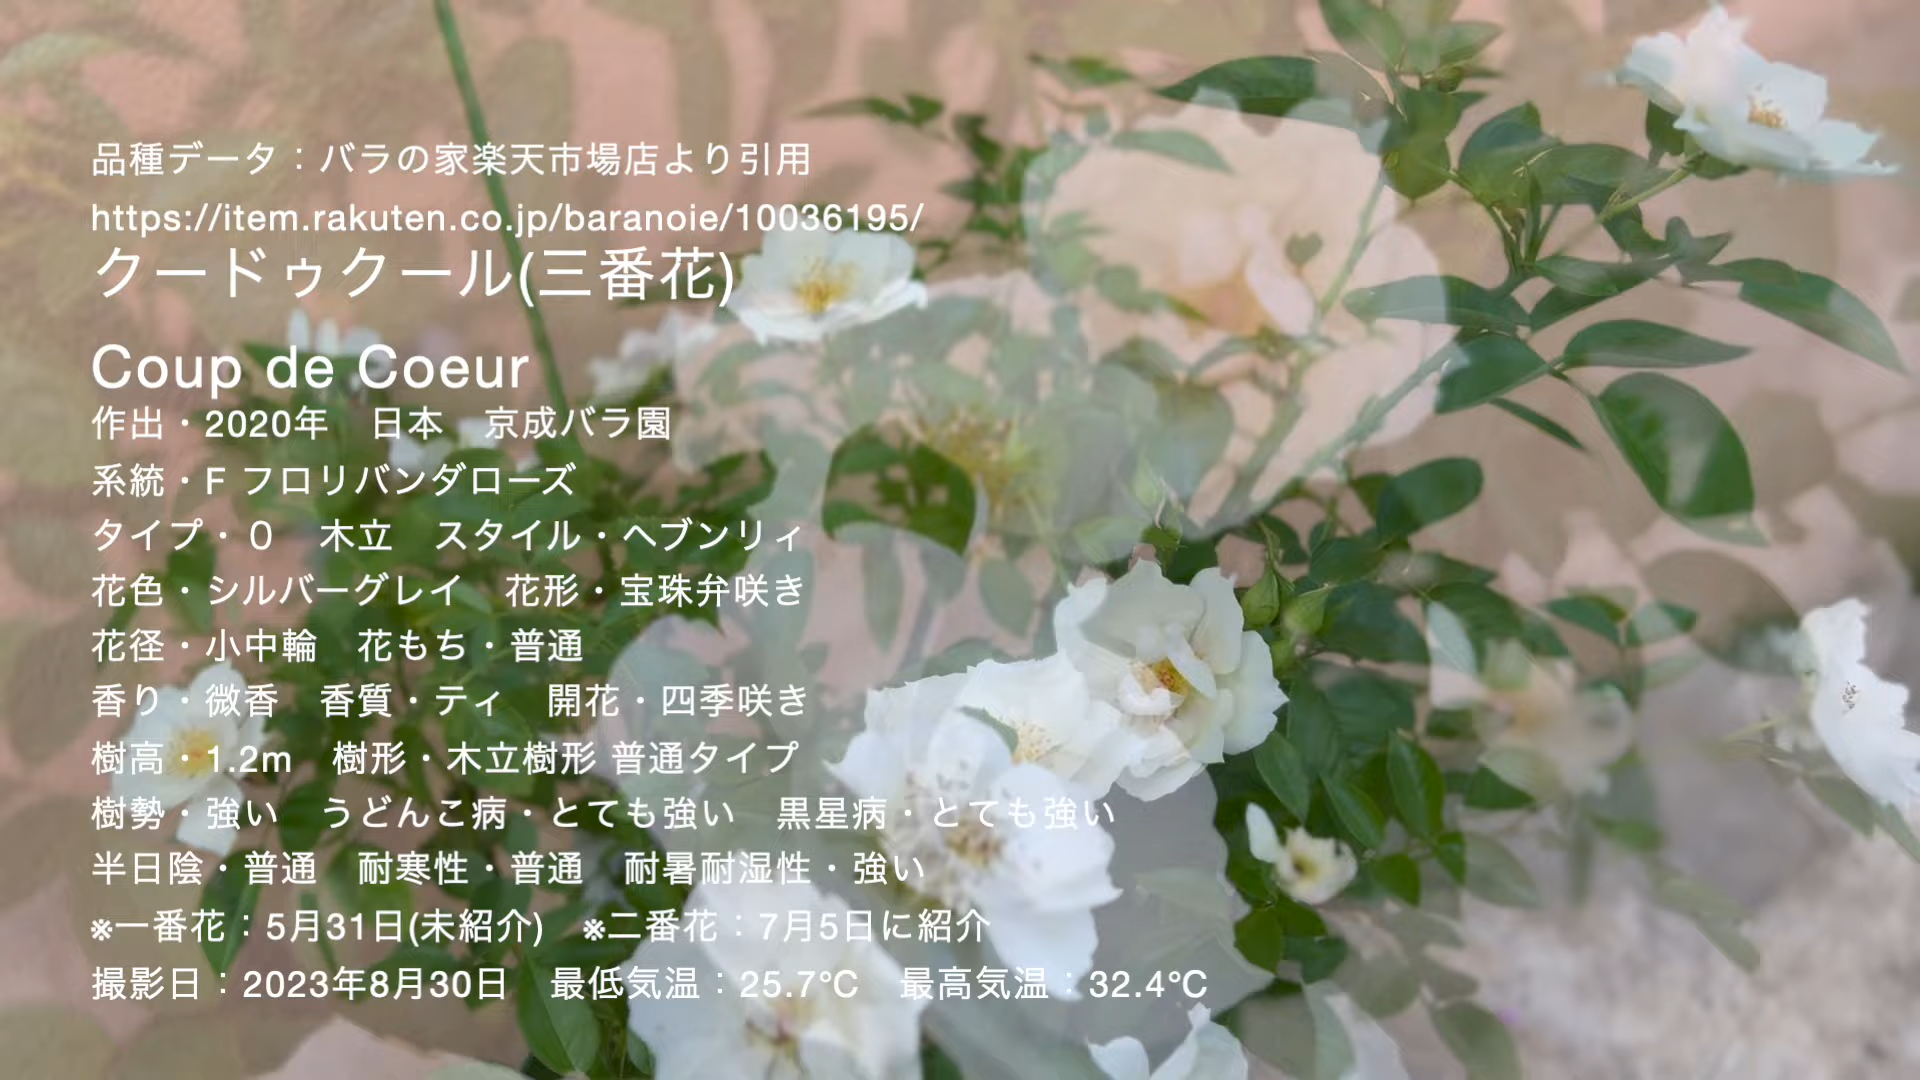 品種データ：バラの家楽天市場店より引用
https://item.rakuten.co.jp/baranoie/10036195/
クードゥクール(三番花)
Coup de Coeur
作出・2020年　日本　京成バラ園
系統・F フロリバンダローズ
タイプ・０　木立　スタイル・ヘブンリィ
花色・シルバーグレイ　花形・宝珠弁咲き
花径・小中輪　花もち・普通
香り・微香　香質・ティ　開花・四季咲き
樹高・1.2m　樹形・木立樹形 普通タイプ
樹勢・強い　うどんこ病・とても強い　黒星病・とても強い
半日陰・普通　耐寒性・普通　耐暑耐湿性・強い
※一番花：5月31日(未紹介)　※二番花：7月5日に紹介
撮影日：2023年8月30日　最低気温：25.7℃　最高気温：32.4℃